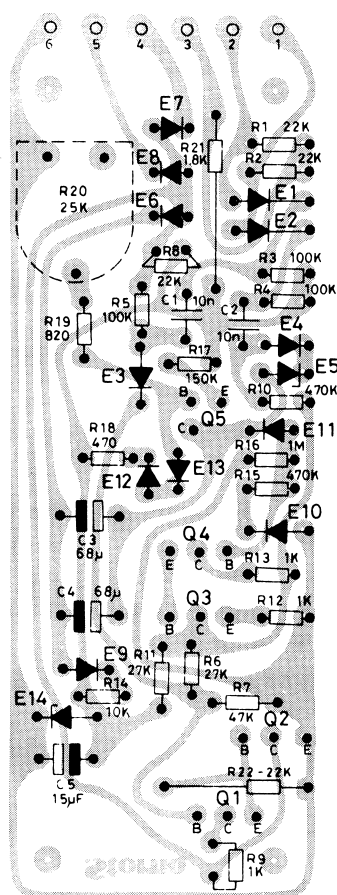 6 5 4 3 2 1
E7
R21
1.8K
R1 22K
R2 22K
E8
R20
25K
E6
E1
E2
R8
22K
R3 100K
R4 100K
R5
100K
C1 10n
C2
10n
R19
820
E4
E3
R17
150K
E5
R10 470K
B E
Q5
C
E11
R18
470
R16 1M
R15 470K
E12
E13
E10
C3
68μ
Q4
E C B
R13 1K
C4 68μ
Q3
B C E
R12 1K
E9
R11
27K
R6
27K
R14
10K
R7
47K
E14
Q2
B C E
C5
15μF
R22-22K
Q1
B C E
R9
1K